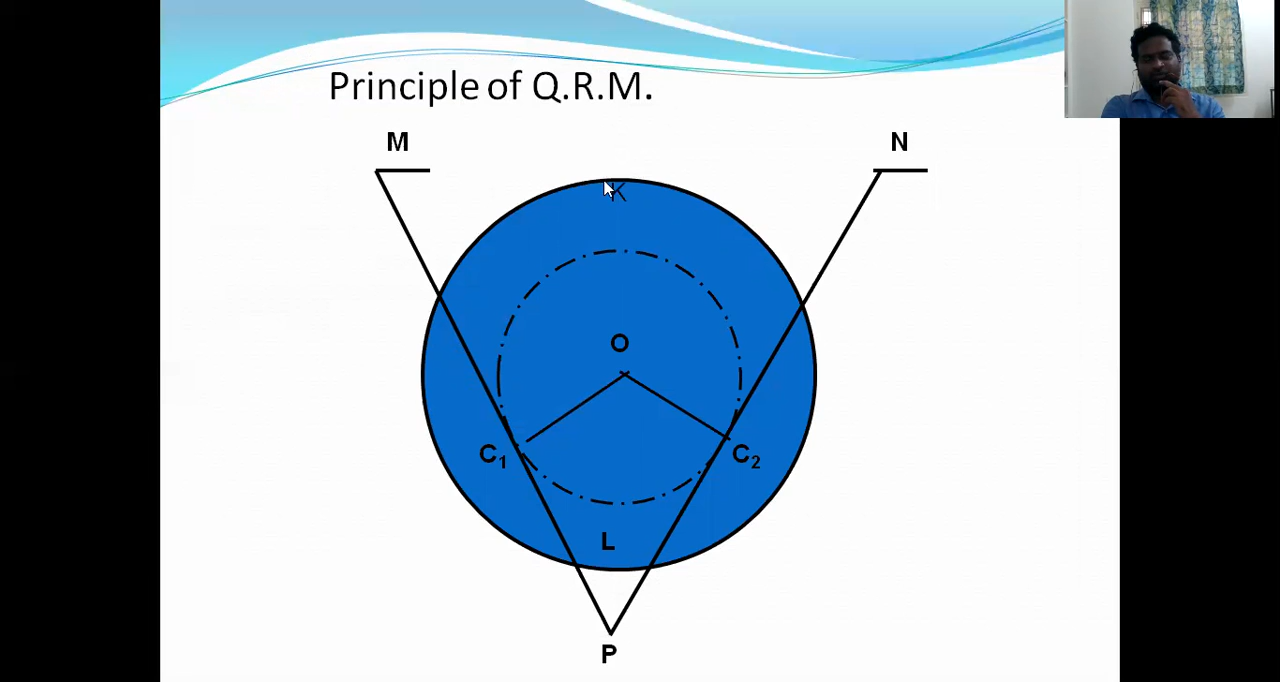 Principle of Q.R.M.
M
N
K
O
C₁
C₂
L
P